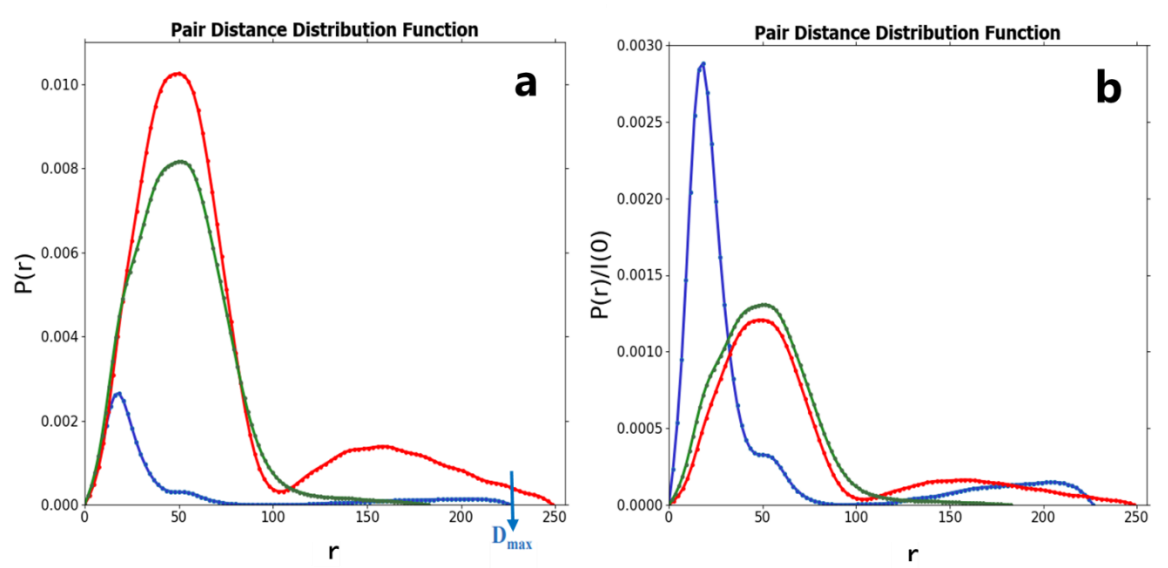 Pair Distance Distribution Function
a
0.010
0.008
0.006
0.004
0.002
0.000
P(r)
0 50 100 150 200 250
r
Dmax
Pair Distance Distribution Function
b
0.0030
0.0025
0.0020
0.0015
0.0010
0.0005
0.0000
P(r)/I(0)
0 50 100 150 200 250
r